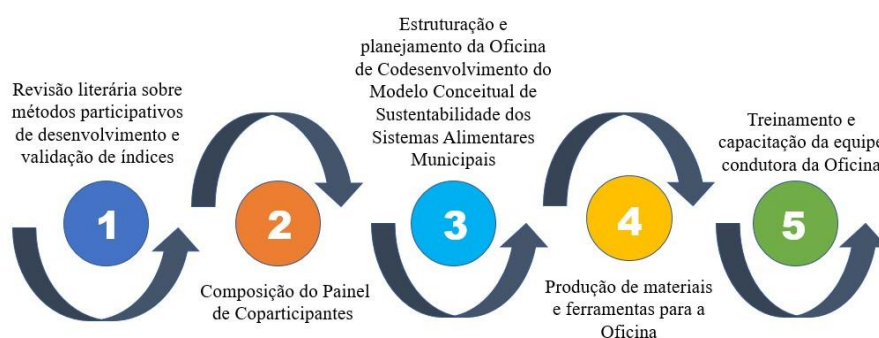 Revisão literária sobre
métodos participativos
de desenvolvimento e
validação de índices
1
2
Composição do Painel
de Coparticipantes
Estruturação e
planejamento da Oficina
de Codesenvolvimento do
Modelo Conceitual de
Sustentabilidade dos
Sistemas Alimentares
Municipais
3
4
Produção de materiais
e ferramentas para a
Oficina
Treinamento e
capacitação da equipe
condutora da Oficina
5